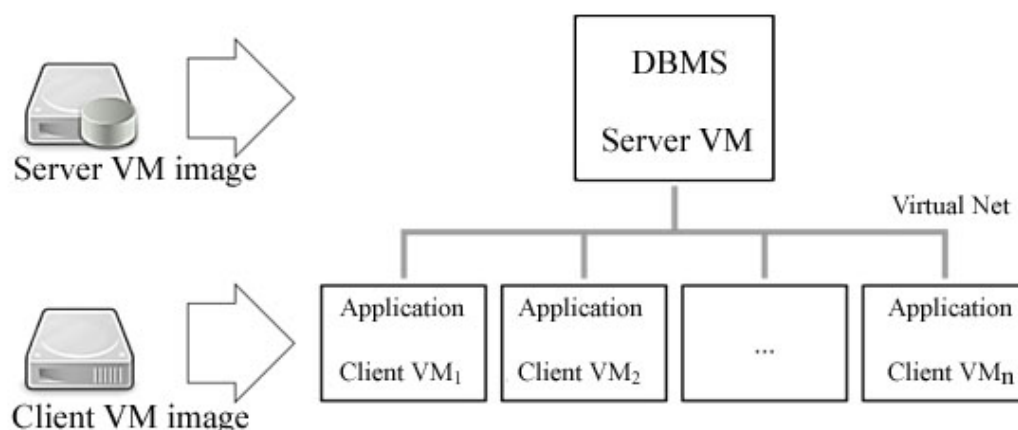 DBMS
Server VM
Server VM image
Virtual Net
Application
Client VM₁
Application
Client VM₂
...
Application
Client VMn
Client VM image